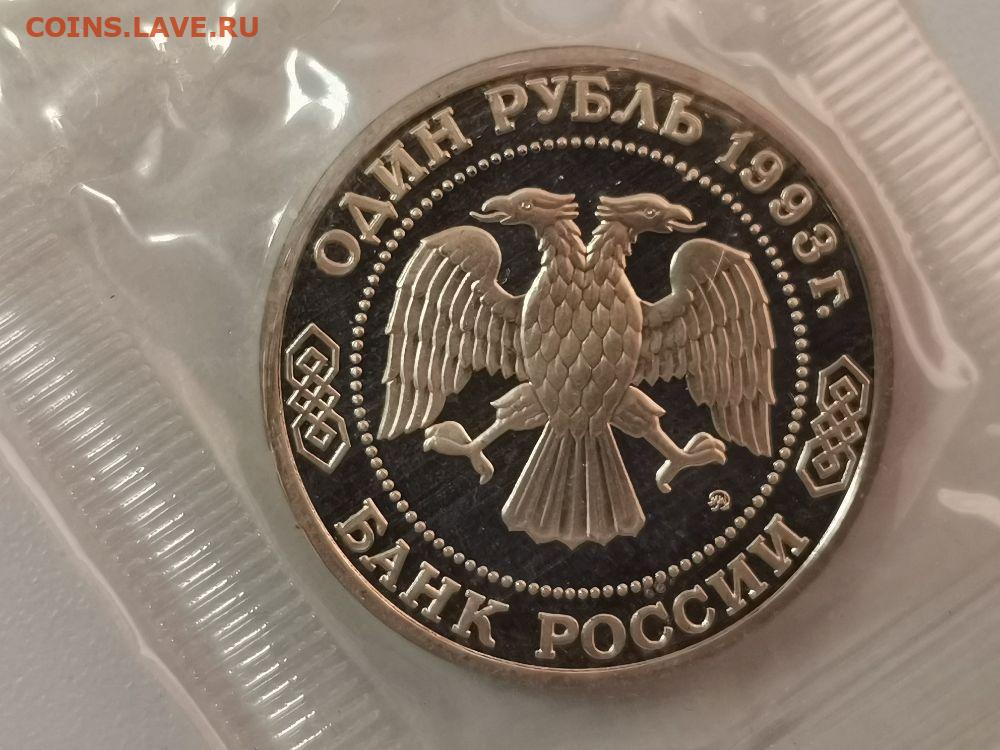 COINS.LAVE.RU
ОДИН РУБЛЬ 1993 г.
БАНК РОССИИ